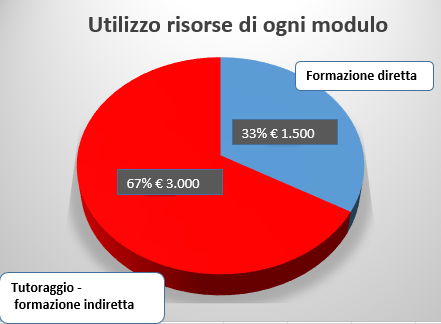 Utilizzo risorse di ogni modulo
Formazione diretta
33% € 1.500
67% € 3.000
Tutoraggio -
formazione indiretta